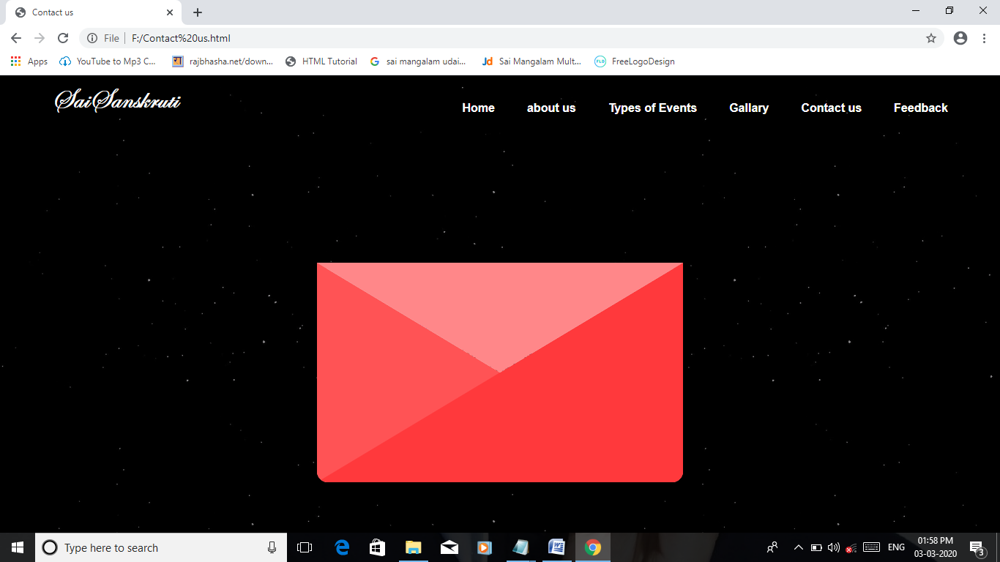 Contact us
File F:/Contact%20us.html
Apps YouTube to Mp3 C... rajbhasha.net/down... HTML Tutorial sai mangalam udai... Jd Sai Mangalam Mult... FLD FreeLogoDesign
SaiSanskruti
Home about us Types of Events Gallary Contact us Feedback
Type here to search
ENG
01:58 PM
03-03-2020
3